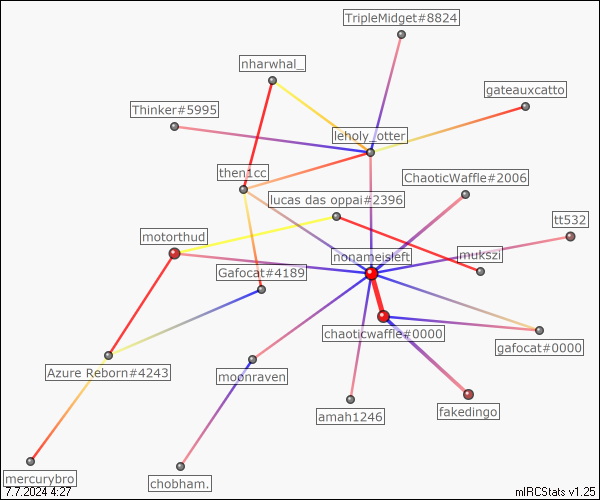 TripleMidget#8824
nharwhal_
gateauxcatto
Thinker#5995
leholy_otter
then1cc
ChaoticWaffle#2006
lucas das oppai#2396
tt532
motorthud
nonameisleft
mukszi
Gafocat#4189
chaoticwaffle#0000
gafocat#0000
Azure Reborn#4243
moonraven
amah1246
fakedingo
mercurybro
chobham.
7.7.2024 4:27
mIRCStats v1.25